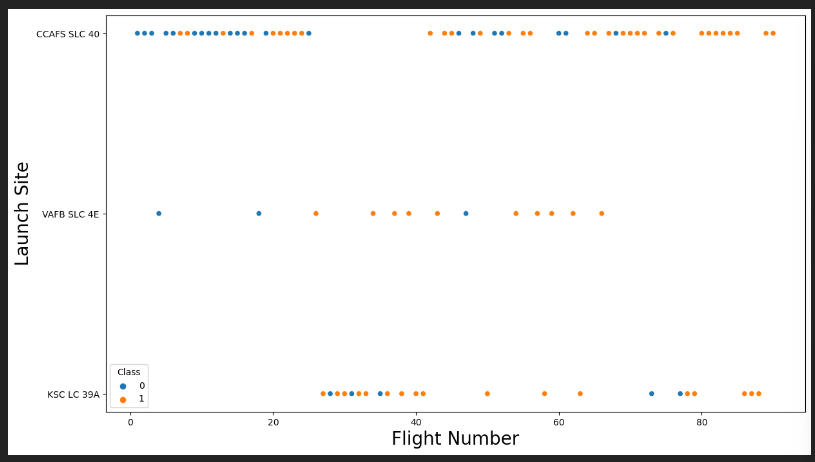 CCAFS SLC 40
VAFB SLC 4E
KSC LC 39A
Launch Site
Class
0
1
0 20 40 60 80
Flight Number